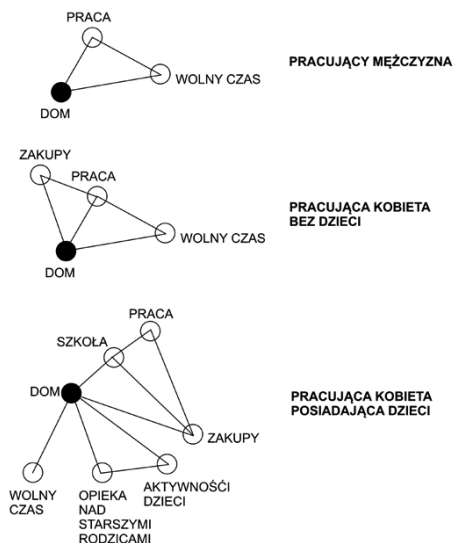 PRACA
WOLNY CZAS
DOM
PRACUJĄCY MĘŻCZYZNA
ZAKUPY
PRACA
WOLNY CZAS
DOM
PRACUJĄCA KOBIETA
BEZ DZIECI
PRACA
SZKOŁA
DOM
ZAKUPY
WOLNY
CZAS
OPIEKA
NAD
STARSZYMI
RODZICAMI
AKTYWNOŚĆI
DZIECI
PRACUJĄCA KOBIETA
POSIADAJĄCA DZIECI